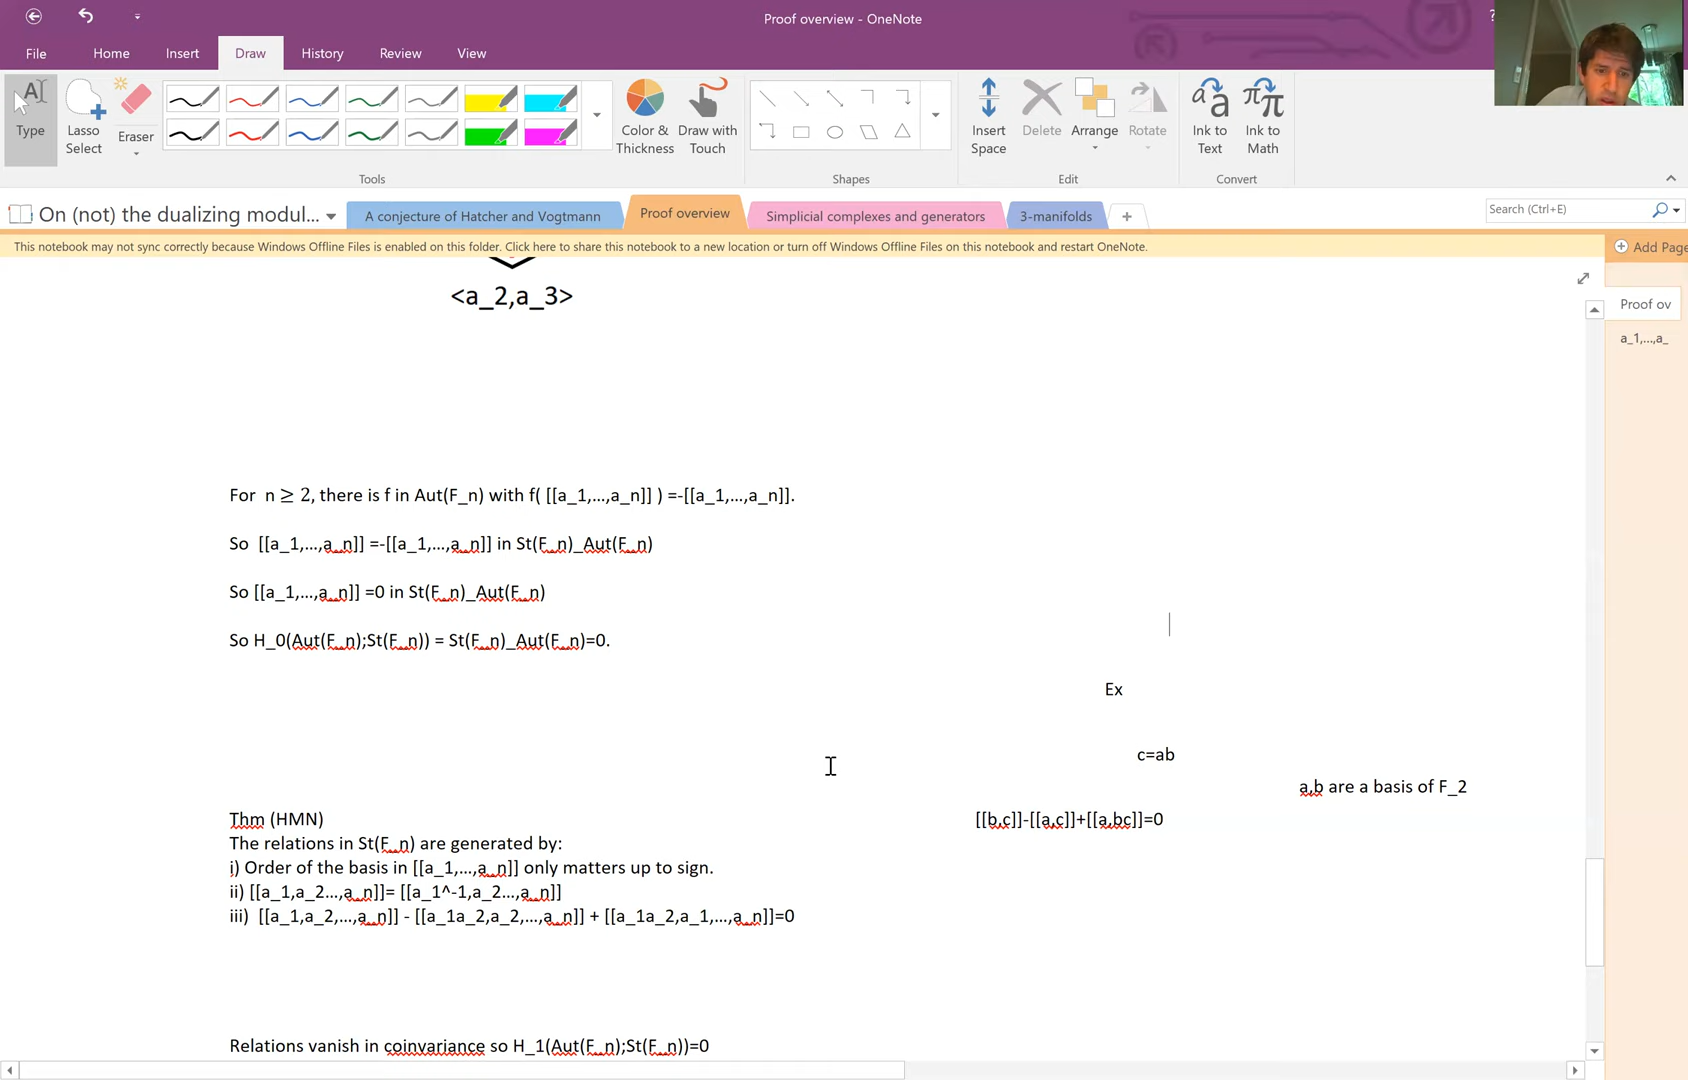 Proof overview - OneNote
?
File
Home
Insert
Draw
History
Review
View
Type
Lasso Select
Eraser
Color & Thickness
Draw with Touch
Insert Space
Delete
Arrange
Rotate
Ink to Text
Ink to Math
Tools
Shapes
Edit
Convert
On (not) the dualizing modul...
A conjecture of Hatcher and Vogtmann
Proof overview
Simplicial complexes and generators
3-manifolds
Search (Ctrl+E)
This notebook may not sync correctly because Windows Offline Files is enabled on this folder. Click here to share this notebook to a new location or turn off Windows Offline Files on this notebook and restart OneNote.
Add Page
Proof ov
a_1,...,a_
<a_2,a_3>
For n ≥ 2, there is f in Aut(F_n) with f( [[a_1,...,a_n]] ) =-[[a_1,...,a_n]].
So [[a_1,...,a_n]] =-[[a_1,...,a_n]] in St(F_n)_Aut(F_n)
So [[a_1,...,a_n]] =0 in St(F_n)_Aut(F_n)
So H_0(Aut(F_n);St(F_n)) = St(F_n)_Aut(F_n)=0.
Ex
c=ab
a,b are a basis of F_2
[[b,c]]-[[a,c]]+[[a,bc]]=0
Thm (HMN)
The relations in St(F_n) are generated by:
i) Order of the basis in [[a_1,...,a_n]] only matters up to sign.
ii) [[a_1,a_2...,a_n]]= [[a_1^-1,a_2...,a_n]]
iii) [[a_1,a_2,...,a_n]] - [[a_1a_2,a_2,...,a_n]] + [[a_1a_2,a_1,...,a_n]]=0
Relations vanish in coinvariance so H_1(Aut(F_n);St(F_n))=0